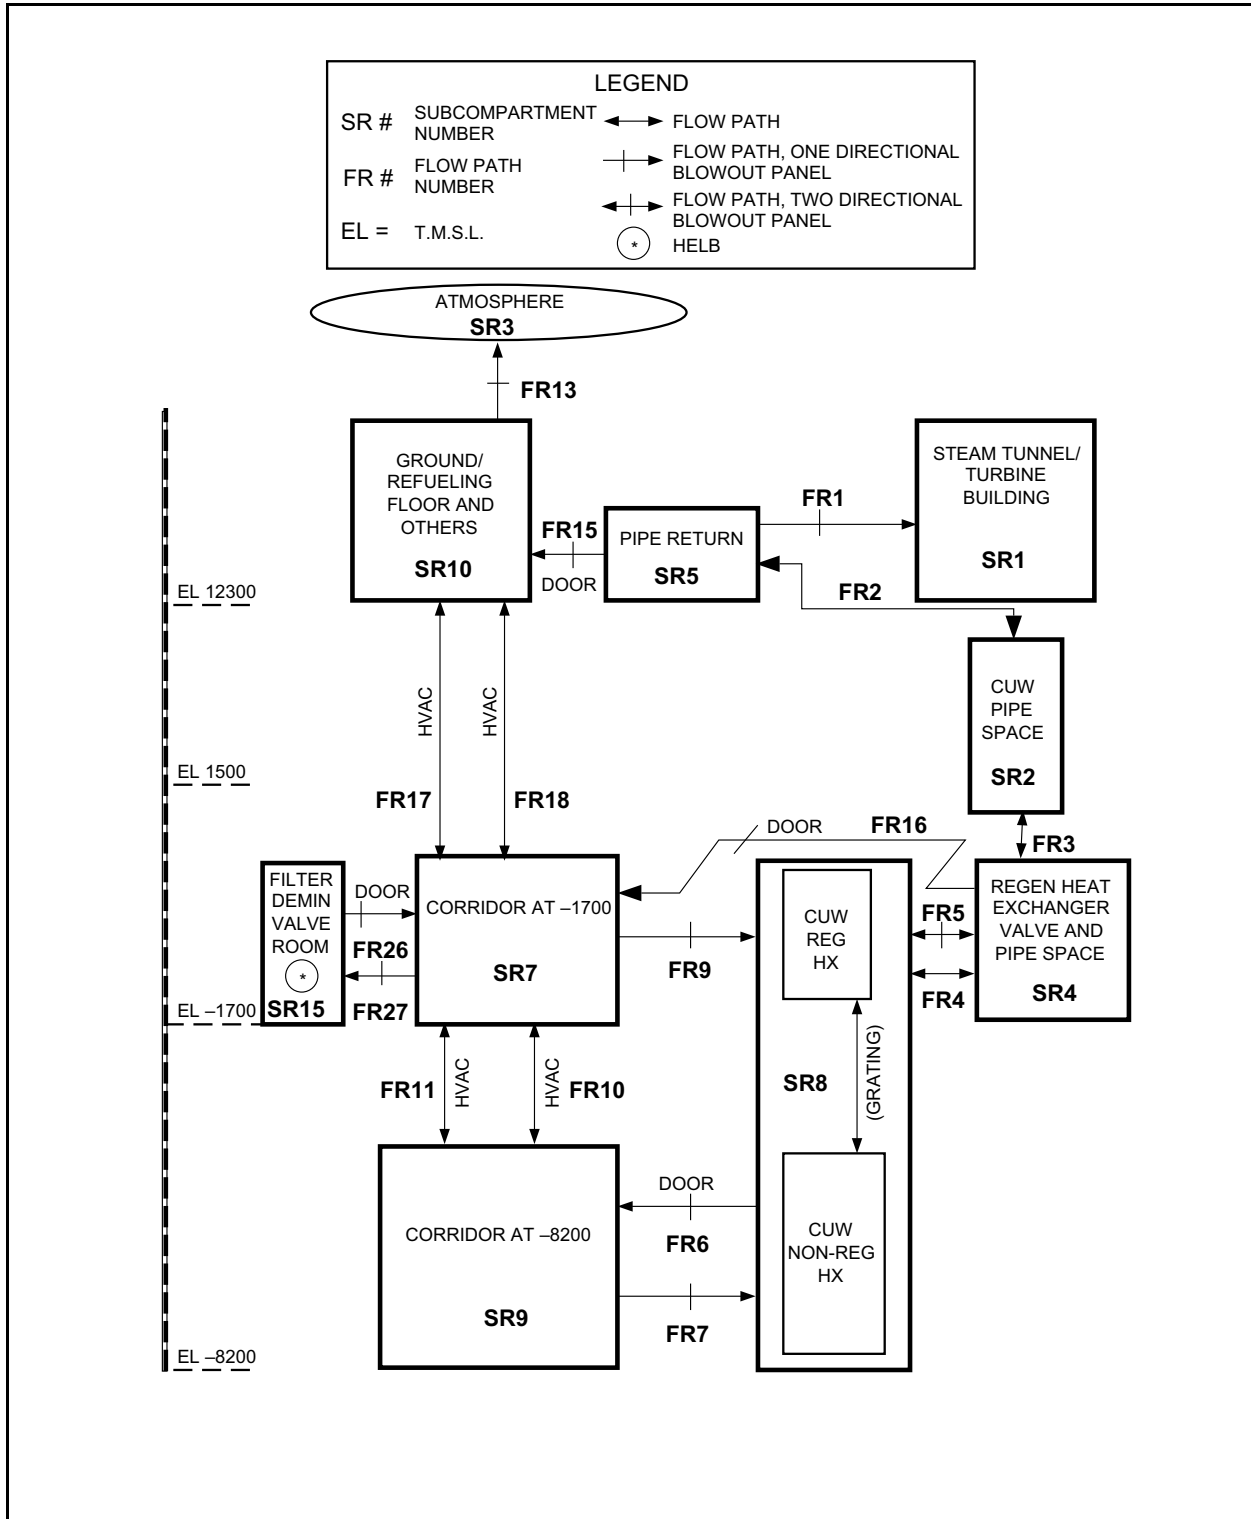 LEGEND
SR #
SUBCOMPARTMENT
NUMBER
FLOW PATH
FR #
FLOW PATH
NUMBER
FLOW PATH, ONE DIRECTIONAL
BLOWOUT PANEL
EL =
T.M.S.L.
FLOW PATH, TWO DIRECTIONAL
BLOWOUT PANEL
*
HELB
ATMOSPHERE
SR3
FR13
GROUND/
REFUELING
FLOOR AND
OTHERS
SR10
FR15
DOOR
PIPE RETURN
SR5
FR1
STEAM TUNNEL/
TURBINE
BUILDING
SR1
FR2
EL 12300
HVAC
HVAC
CUW
PIPE
SPACE
SR2
EL 1500
FR17
FR18
DOOR
FR16
FR3
FILTER
DEMIN
VALVE
ROOM
*
SR15
DOOR
FR26
FR27
CORRIDOR AT –1700
SR7
FR9
CUW
REG
HX
FR5
FR4
REGEN HEAT
EXCHANGER
VALVE AND
PIPE SPACE
SR4
EL –1700
FR11
HVAC
HVAC
FR10
SR8
(GRATING)
CORRIDOR AT –8200
SR9
DOOR
FR6
FR7
CUW
NON-REG
HX
EL –8200